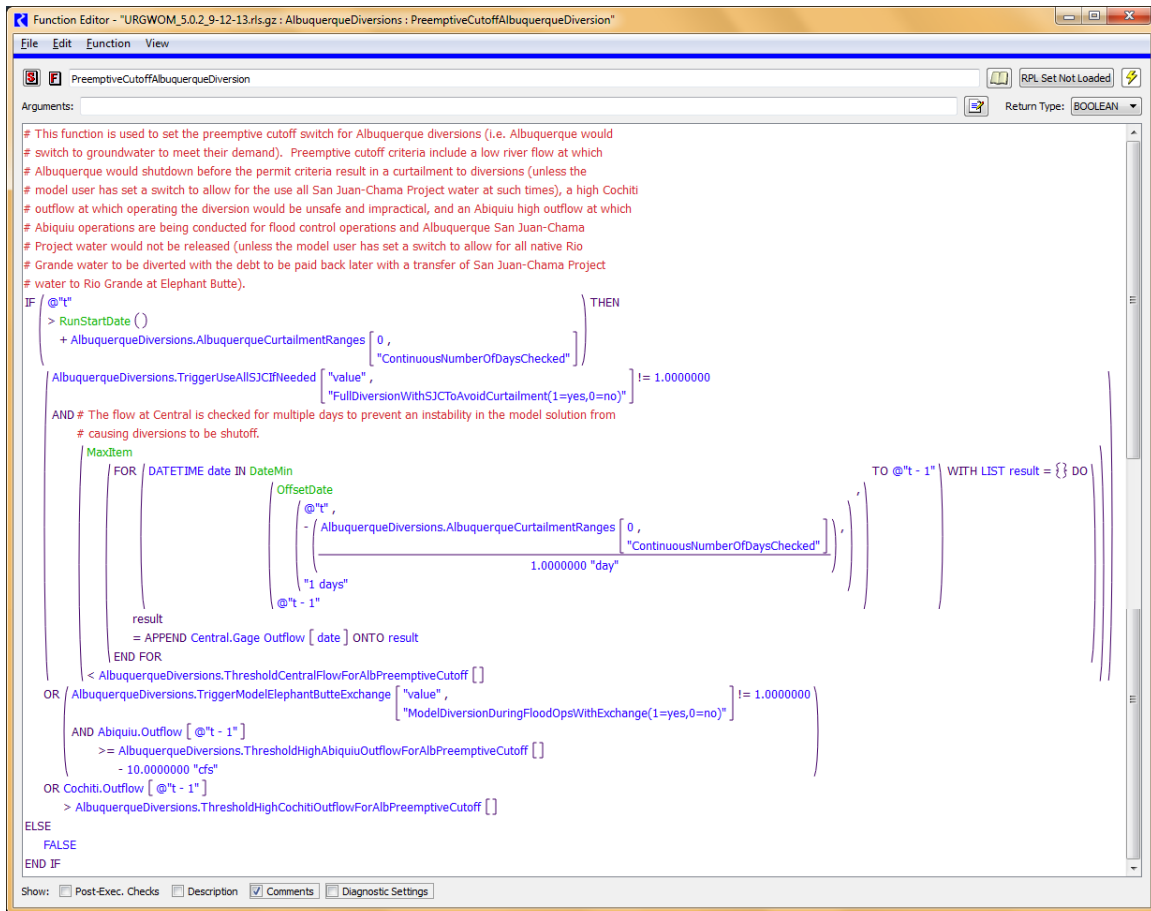 Function Editor - "URGWOM_5.0.2_9-12-13.rls.gz : AlbuquerqueDiversions : PreemptiveCutoffAlbuquerqueDiversion"
File Edit Function View
S F PreemptiveCutoffAlbuquerqueDiversion RPL Set Not Loaded
Arguments: Return Type: BOOLEAN
# This function is used to set the preemptive cutoff switch for Albuquerque diversions (i.e. Albuquerque would
# switch to groundwater to meet their demand). Preemptive cutoff criteria include a low river flow at which
# Albuquerque would shutdown before the permit criteria result in a curtailment to diversions (unless the
# model user has set a switch to allow for the use all San Juan-Chama Project water at such times), a high Cochiti
# outflow at which operating the diversion would be unsafe and impractical, and an Abiquiu high outflow at which
# Abiquiu operations are being conducted for flood control operations and Albuquerque San Juan-Chama
# Project water would not be released (unless the model user has set a switch to allow for all native Rio
# Grande water to be diverted with the debt to be paid back later with a transfer of San Juan-Chama Project
# water to Rio Grande at Elephant Butte).
IF ( @"t" ) THEN
> RunStartDate ()
+ AlbuquerqueDiversions.AlbuquerqueCurtailmentRanges [ 0 ,
"ContinuousNumberOfDaysChecked" ]
AlbuquerqueDiversions.TriggerUseAllSJCIfNeeded [ "value" , ] != 1.0000000
"FullDiversionWithSJCToAvoidCurtailment(1=yes,0=no)"
AND # The flow at Central is checked for multiple days to prevent an instability in the model solution from
# causing diversions to be shutoff.
MaxItem
FOR ( DATETIME date IN DateMin TO @"t - 1" ) WITH LIST result = {} DO
OffsetDate
@"t" ,
- ( AlbuquerqueDiversions.AlbuquerqueCurtailmentRanges [ 0 ,
"ContinuousNumberOfDaysChecked" ] ) ,
1.0000000 "day"
"1 days"
@"t - 1"
result
= APPEND Central.Gage Outflow [ date ] ONTO result
END FOR
< AlbuquerqueDiversions.ThresholdCentralFlowForAlbPreemptiveCutoff []
OR ( AlbuquerqueDiversions.TriggerModelElephantButteExchange [ "value" , ] != 1.0000000 )
"ModelDiversionDuringFloodOpsWithExchange(1=yes,0=no)"
AND Abiquiu.Outflow [ @"t - 1" ]
>= AlbuquerqueDiversions.ThresholdHighAbiquiuOutflowForAlbPreemptiveCutoff []
- 10.0000000 "cfs"
OR Cochiti.Outflow [ @"t - 1" ]
> AlbuquerqueDiversions.ThresholdHighCochitiOutflowForAlbPreemptiveCutoff []
ELSE
FALSE
END IF
Show: Post-Exec. Checks Description Comments Diagnostic Settings